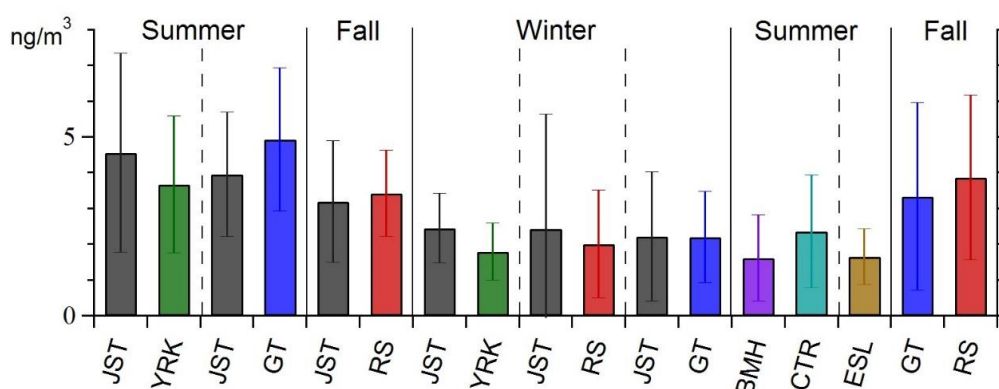 ng/m³
Summer Fall Winter Summer Fall
5
0
JST YRK JST GT JST RS JST YRK JST RS JST GT BMH CTR ESL GT RS